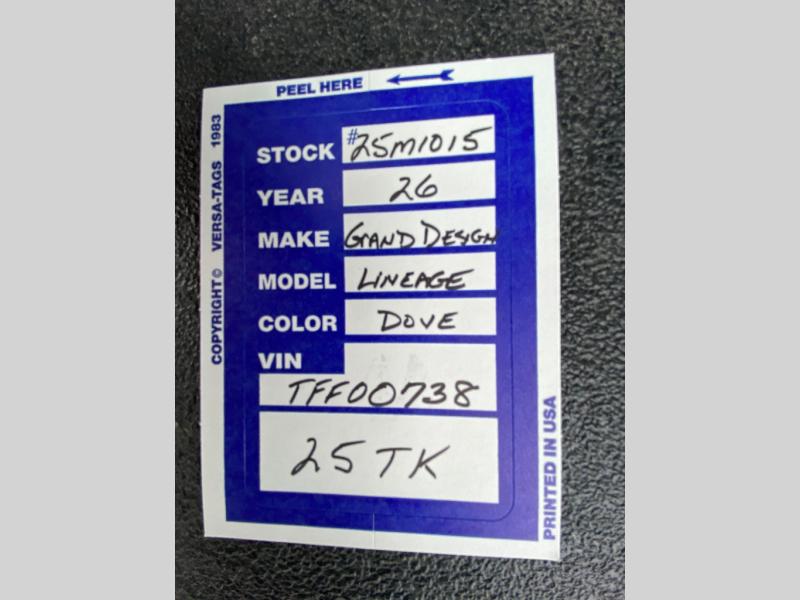 PEEL HERE
COPYRIGHT © VERSA-TAGS 1983
STOCK #25M1015
YEAR 26
MAKE GRAND DESIGN
MODEL LINEAGE
COLOR DOVE
VIN
TFF00738
25TK
PRINTED IN USA